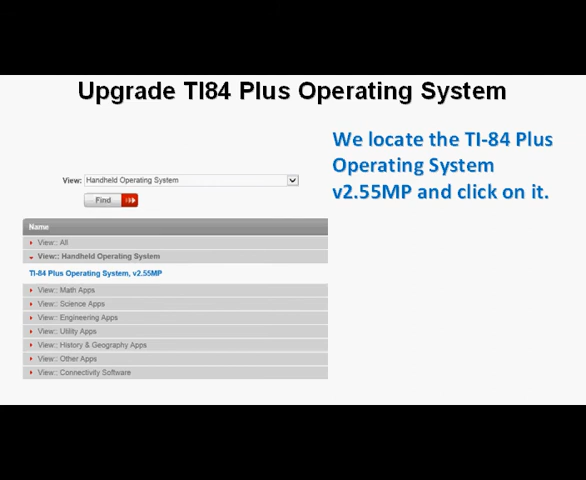 Upgrade TI84 Plus Operating System
We locate the TI-84 Plus
Operating System
v2.55MP and click on it.
View: Handheld Operating System
Find
Name
View:: All
View:: Handheld Operating System
TI-84 Plus Operating System, v2.55MP
View:: Math Apps
View:: Science Apps
View:: Engineering Apps
View:: Utility Apps
View:: History & Geography Apps
View:: Other Apps
View:: Connectivity Software